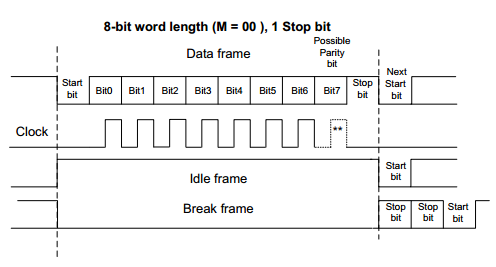 8-bit word length (M = 00 ), 1 Stop bit
Data frame
Possible
Parity
bit
Start
bit
Bit0
Bit1
Bit2
Bit3
Bit4
Bit5
Bit6
Bit7
Stop
bit
Next
Start
bit
Clock
**
Idle frame
Start
bit
Break frame
Stop
bit
Stop
bit
Start
bit